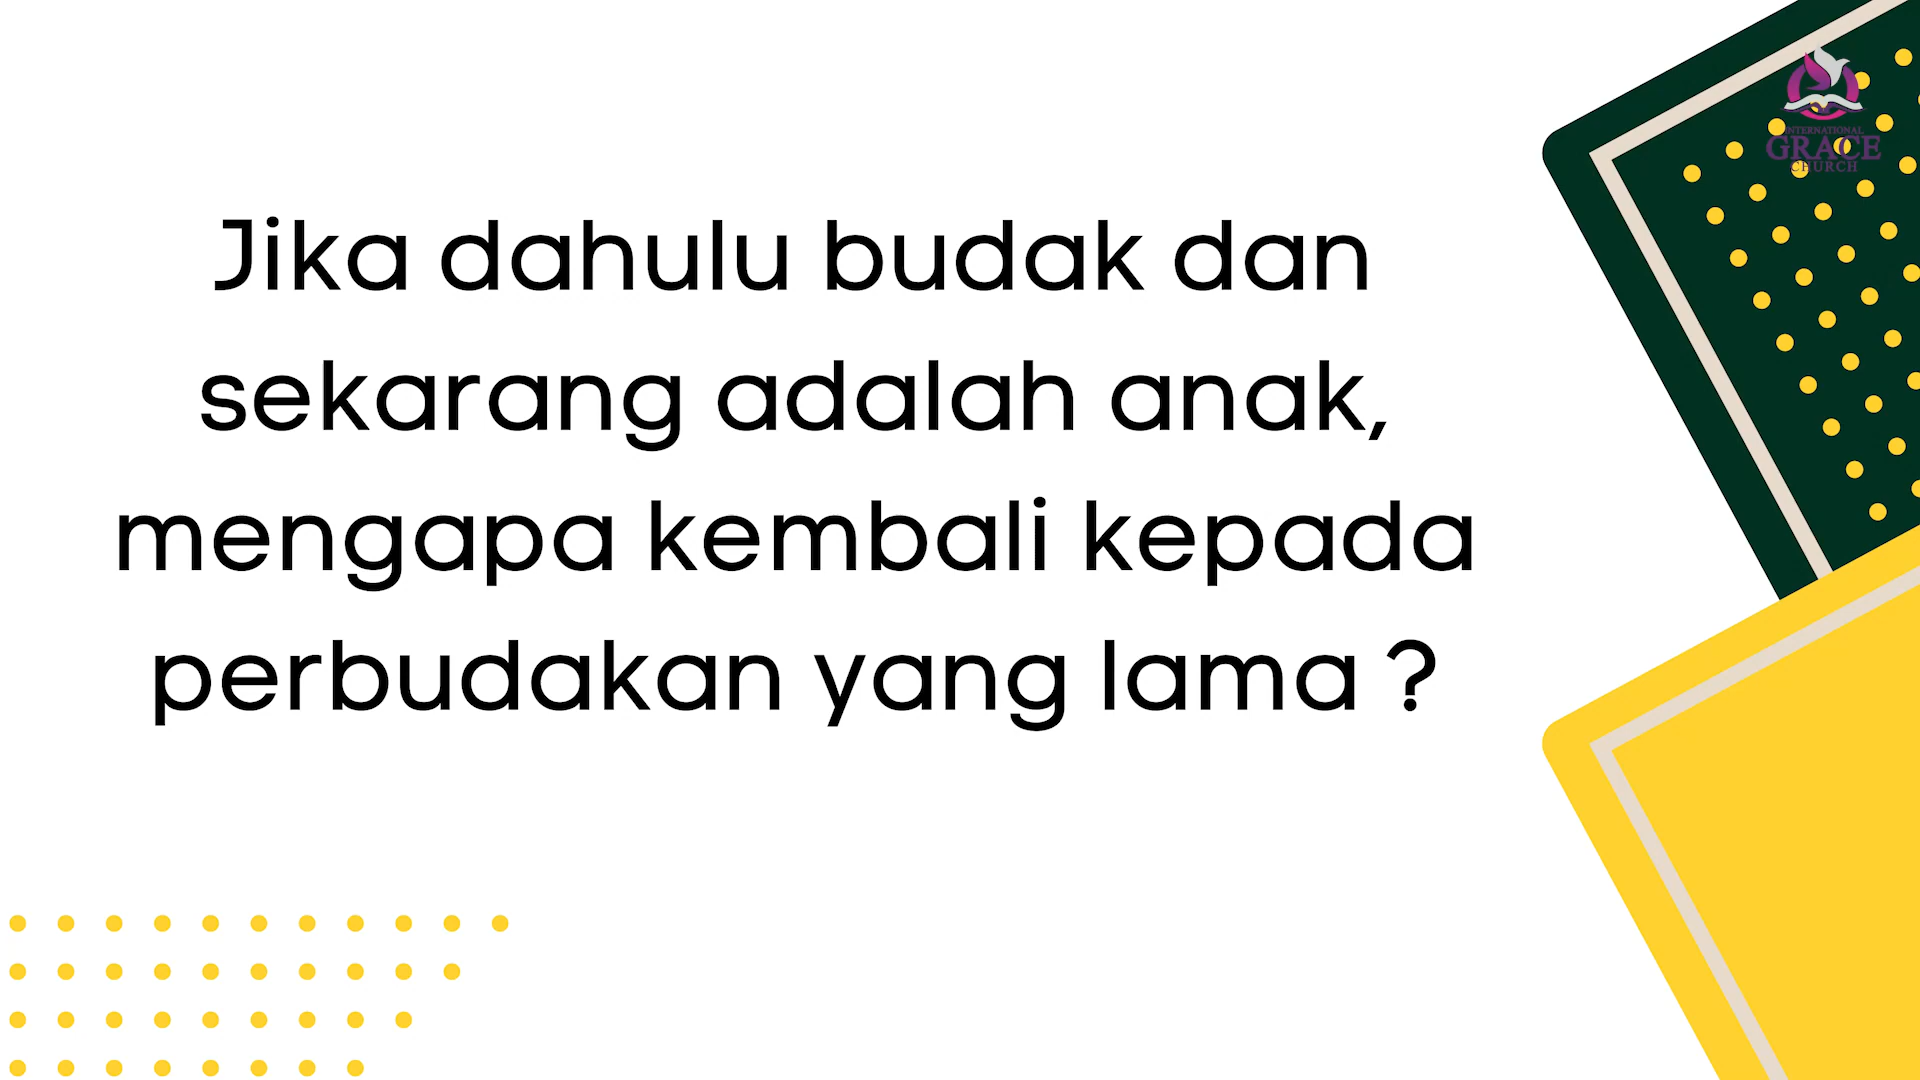 Jika dahulu budak dan
sekarang adalah anak,
mengapa kembali kepada
perbudakan yang lama ?
INTERNATIONAL
GRACE
CHURCH